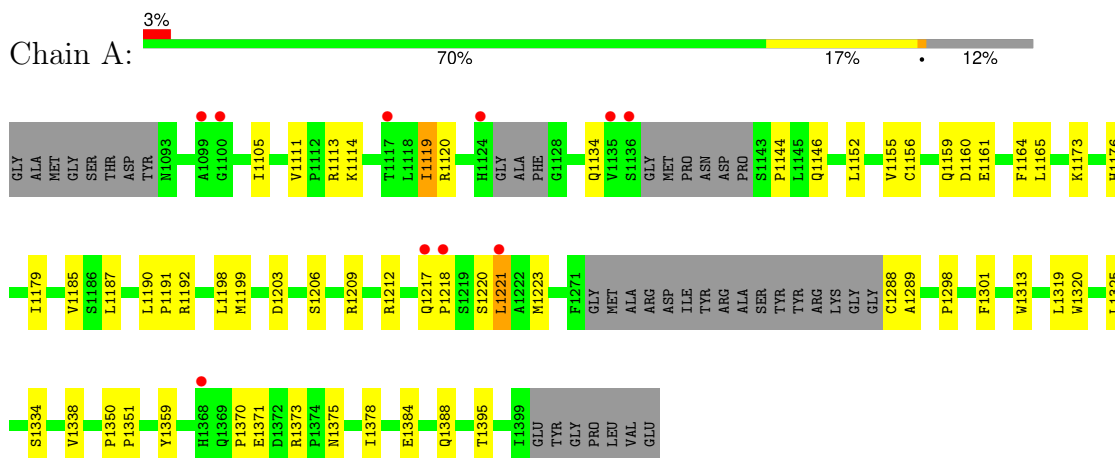 3%
Chain A:
70% 17% • 12%
GLY ALA MET GLY SER THR ASP TYR N1093 A1099 G1100 I1105 V1111 P1112 R1113 K1114 T1117 L1118 I1119 R1120 H1124 GLY ALA PHE G1128 Q1134 V1135 S1136 GLY MET PRO ASN ASP PRO S1143 P1144 L1145 Q1146 L1152 V1155 C1156 Q1159 D1160 E1161 F1164 L1165 K1173 H1176
I1179 V1185 S1186 L1187 L1190 P1191 R1192 L1198 M1199 D1203 S1206 R1209 R1212 Q1217 P1218 S1219 S1220 L1221 A1222 M1223 F1271 GLY MET ALA ARG ASP ILE TYR ARG ALA SER TYR TYR ARG LYS GLY GLY C1288 A1289 P1298 F1301 W1313 L1319 W1320 L1325
S1334 V1338 P1350 P1351 Y1359 H1368 Q1369 P1370 E1371 D1372 R1373 P1374 N1375 I1378 E1384 Q1388 T1395 I1399 GLU TYR GLY PRO LEU VAL GLU